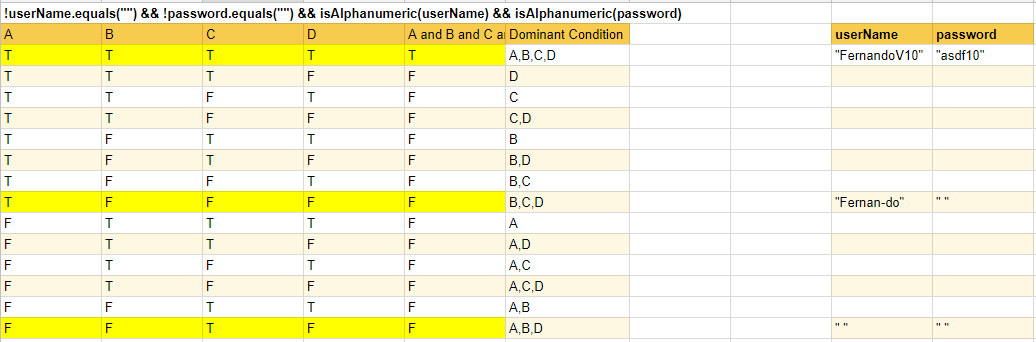 !userName.equals("") && !password.equals("") && isAlphanumeric(userName) && isAlphanumeric(password)
A B C D A and B and C a Dominant Condition userName password
T T T T T A,B,C,D "FernandoV10" "asdf10"
T T T F F D
T T F T F C
T T F F F C,D
T F T T F B
T F T F F B,D
T F F T F B,C
T F F F F B,C,D "Fernan-do" " "
F T T T F A
F T T F F A,D
F T F T F A,C
F T F F F A,C,D
F F T T F A,B
F F T F F A,B,D " " " "